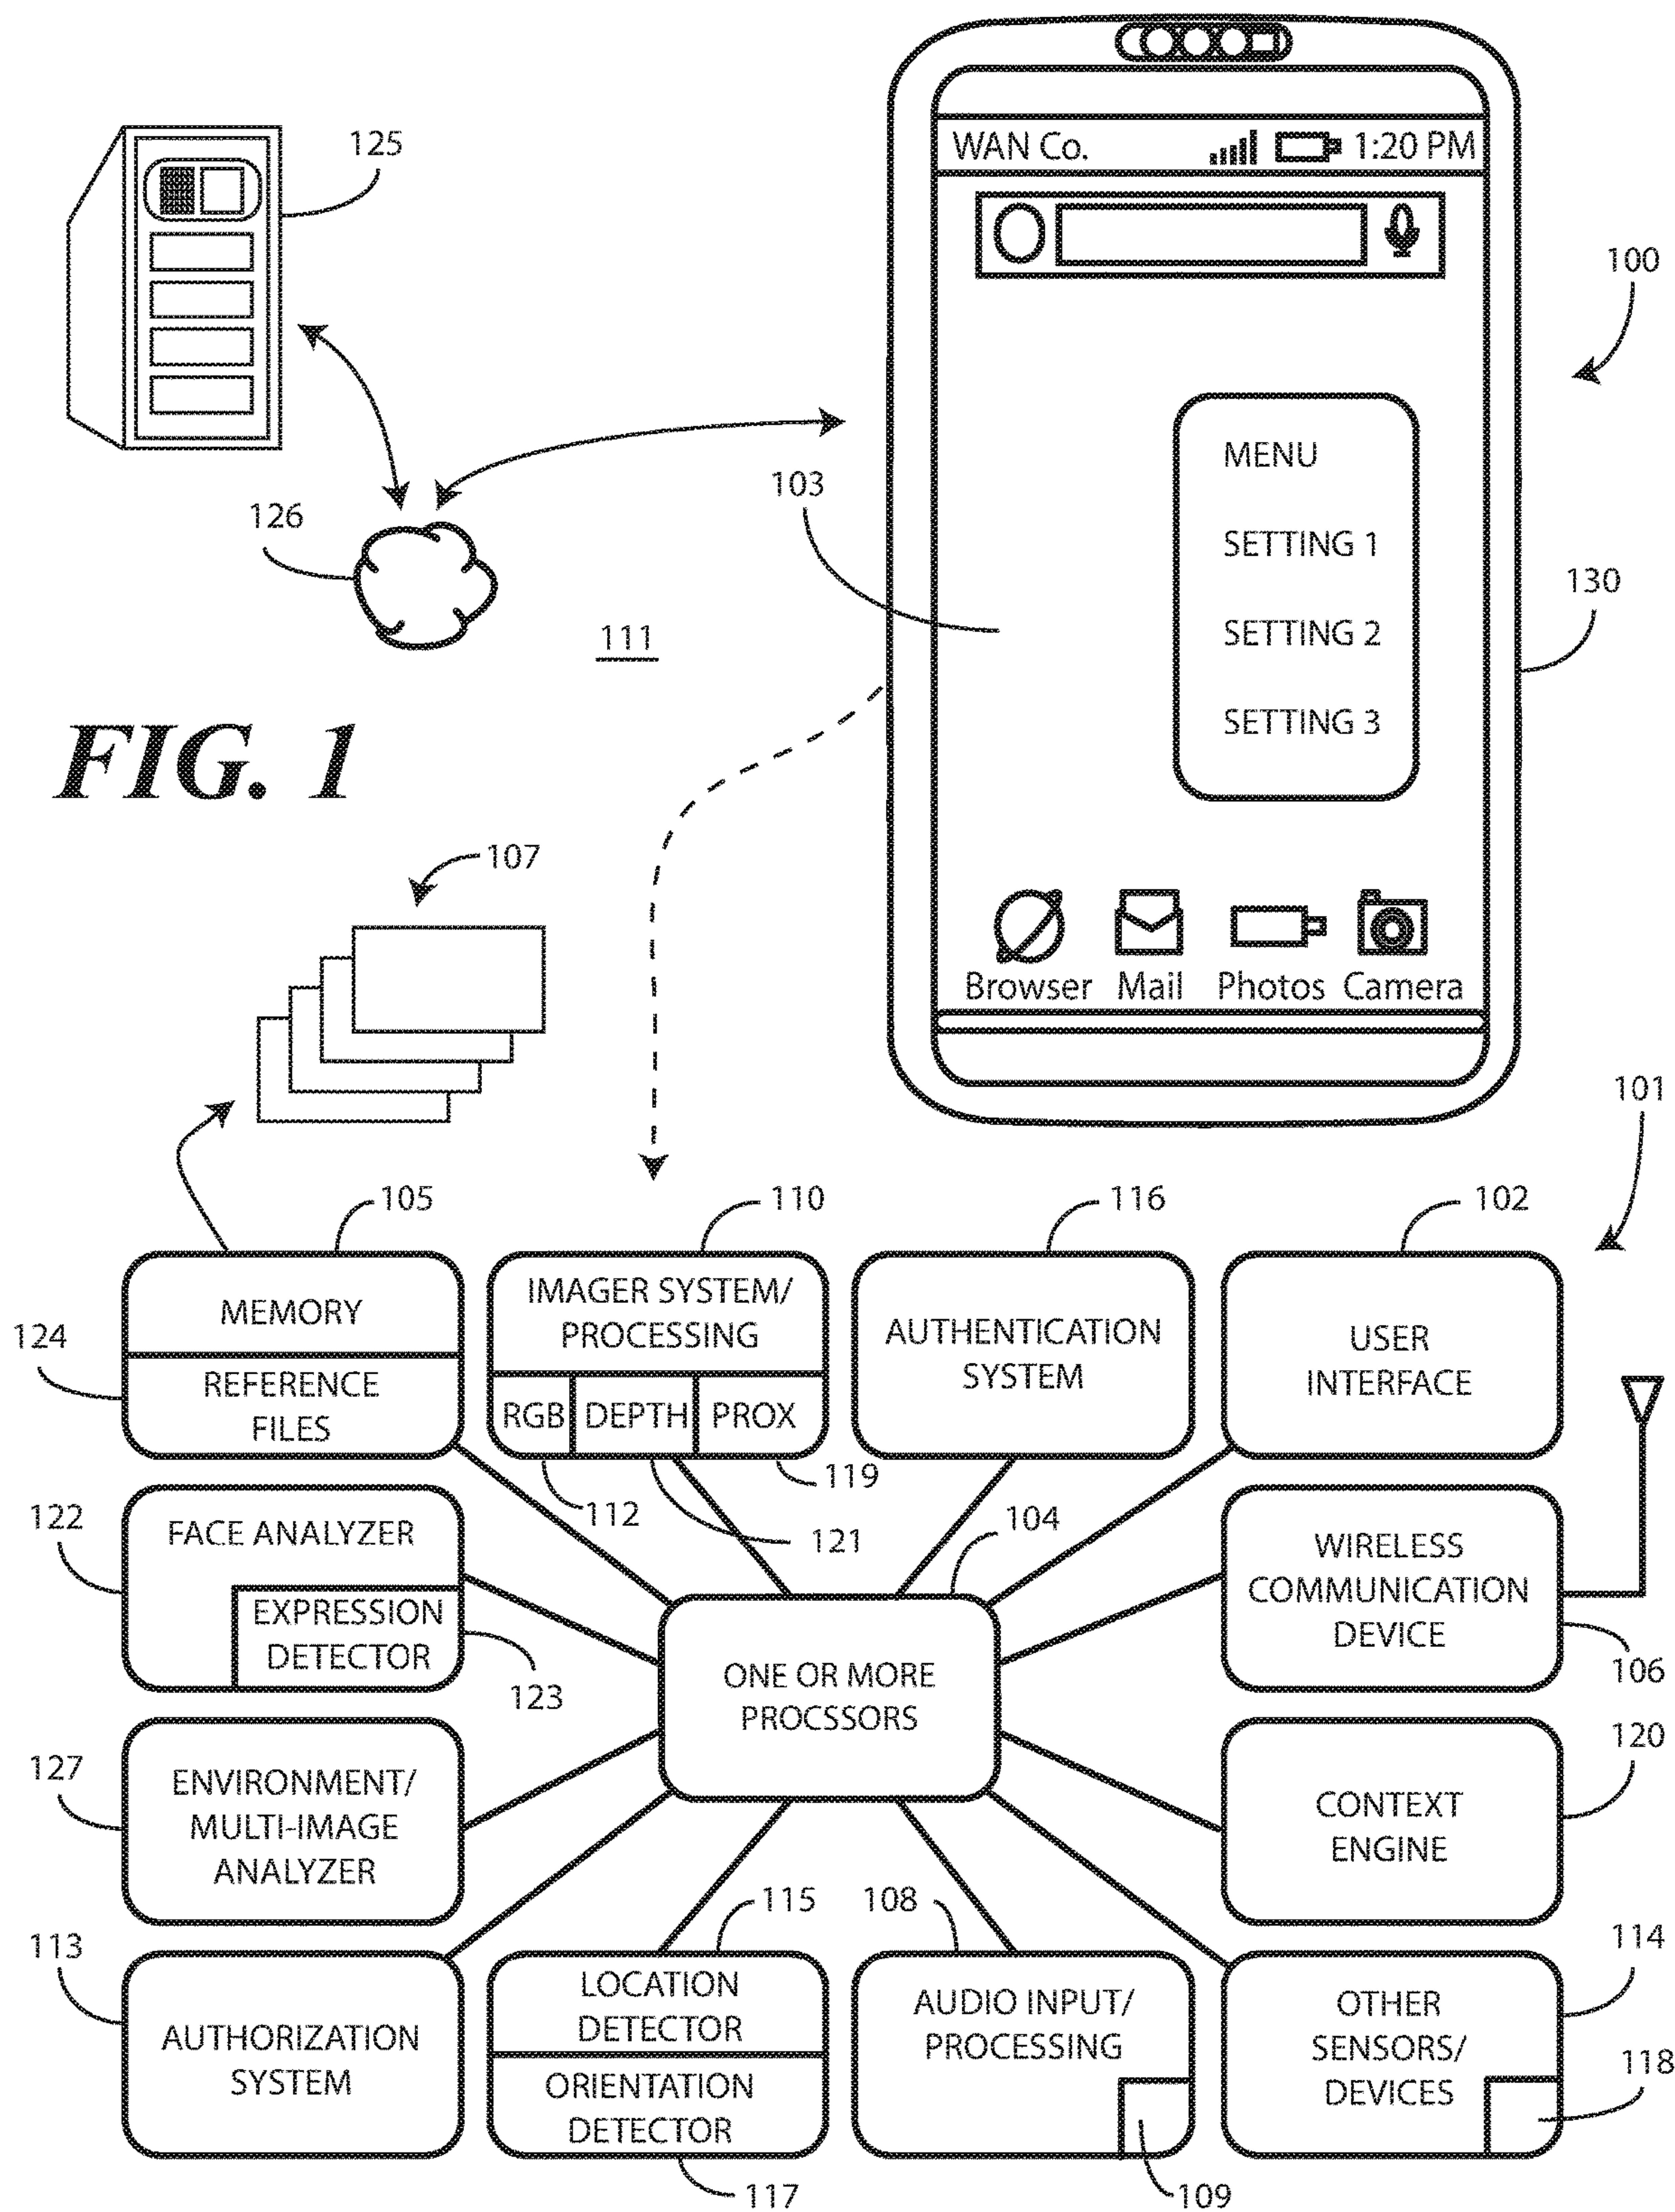 125
WAN Co. 1:20 PM
100
MENU
103
126
SETTING 1
130
SETTING 2
111
SETTING 3
FIG. 1
107
Browser Mail Photos Camera
101
105
110
116
102
MEMORY
IMAGER SYSTEM/
PROCESSING
AUTHENTICATION
SYSTEM
USER
INTERFACE
124
REFERENCE
FILES
RGB DEPTH PROX
119
112
121
104
122
FACE ANALYZER
EXPRESSION
DETECTOR
123
WIRELESS
COMMUNICATION
DEVICE
106
ONE OR MORE
PROCSSORS
127
ENVIRONMENT/
MULTI-IMAGE
ANALYZER
120
CONTEXT
ENGINE
115
108
113
AUTHORIZATION
SYSTEM
LOCATION
DETECTOR
ORIENTATION
DETECTOR
117
AUDIO INPUT/
PROCESSING
109
114
OTHER
SENSORS/
DEVICES
118